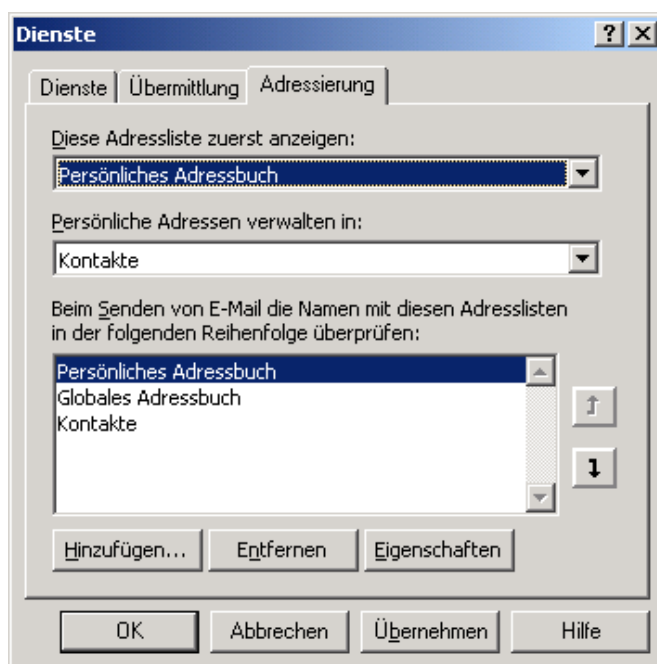 Dienste
Dienste Übermittlung Adressierung
Diese Adressliste zuerst anzeigen:
Persönliches Adressbuch
Persönliche Adressen verwalten in:
Kontakte
Beim Senden von E-Mail die Namen mit diesen Adresslisten
in der folgenden Reihenfolge überprüfen:
Persönliches Adressbuch
Globales Adressbuch
Kontakte
Hinzufügen... Entfernen Eigenschaften
OK Abbrechen Übernehmen Hilfe